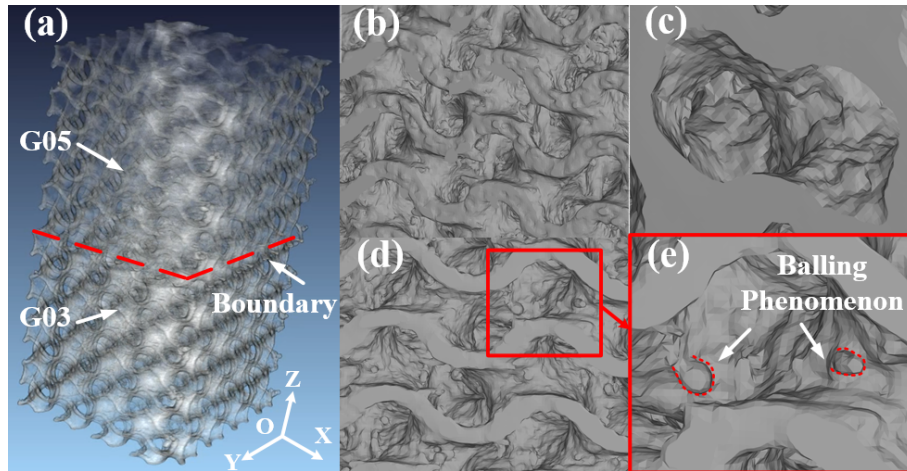 (a)
G05
G03
Boundary
Z
O
X
Y
(b)
(c)
(d)
(e)
Balling
Phenomenon